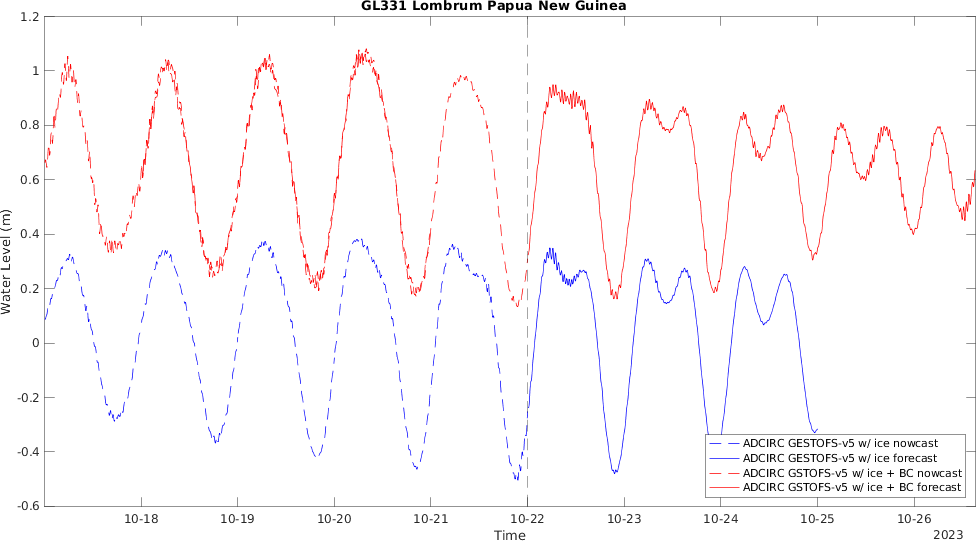 GL331 Lombrum Papua New Guinea
1.2
1
0.8
0.6
0.4
0.2
0
-0.2
-0.4
-0.6
Water Level (m)
ADCIRC GESTOFS-v5 w/ ice nowcast
ADCIRC GESTOFS-v5 w/ ice forecast
ADCIRC GSTOFS-v5 w/ ice + BC nowcast
ADCIRC GSTOFS-v5 w/ ice + BC forecast
10-18 10-19 10-20 10-21 10-22 10-23 10-24 10-25 10-26
Time
2023